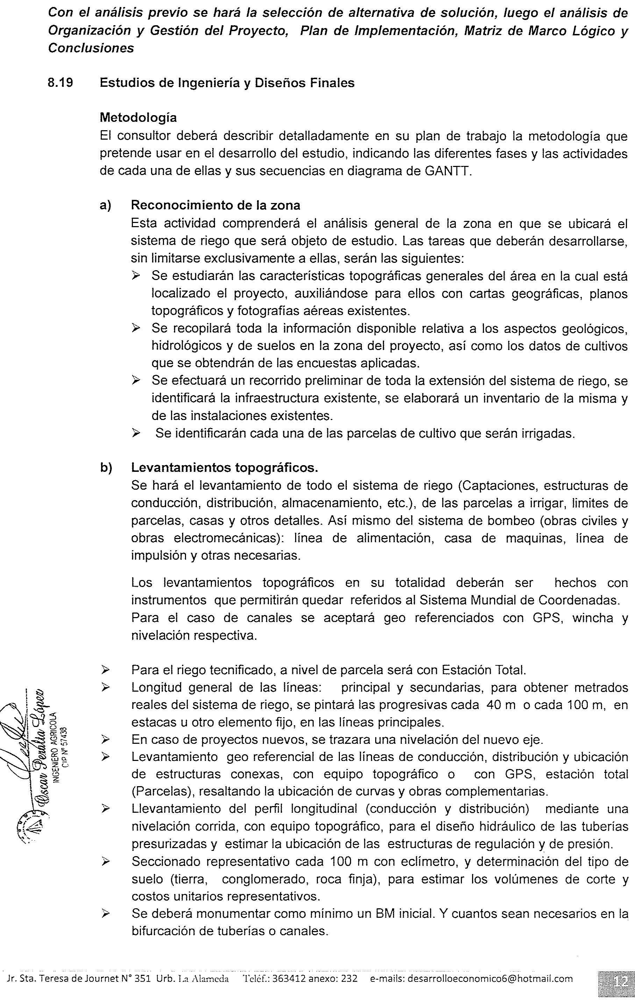 Con el análisis previo se hará la selección de alternativa de solución, luego el análisis de
Organización y Gestión del Proyecto, Plan de Implementación, Matriz de Marco Lógico y
Conclusiones
8.19 Estudios de Ingeniería y Diseños Finales
Metodología
El consultor deberá describir detalladamente en su plan de trabajo la metodología que
pretende usar en el desarrollo del estudio, indicando las diferentes fases y las actividades
de cada una de ellas y sus secuencias en diagrama de GANTT.
a) Reconocimiento de la zona
Esta actividad comprenderá el análisis general de la zona en que se ubicará el
sistema de riego que será objeto de estudio. Las tareas que deberán desarrollarse,
sin limitarse exclusivamente a ellas, serán las siguientes:
➢ Se estudiarán las características topográficas generales del área en la cual está
localizado el proyecto, auxiliándose para ellos con cartas geográficas, planos
topográficos y fotografías aéreas existentes.
➢ Se recopilará toda la información disponible relativa a los aspectos geológicos,
hidrológicos y de suelos en la zona del proyecto, así como los datos de cultivos
que se obtendrán de las encuestas aplicadas.
➢ Se efectuará un recorrido preliminar de toda la extensión del sistema de riego, se
identificará la infraestructura existente, se elaborará un inventario de la misma y
de las instalaciones existentes.
➢ Se identificarán cada una de las parcelas de cultivo que serán irrigadas.
b) Levantamientos topográficos.
Se hará el levantamiento de todo el sistema de riego (Captaciones, estructuras de
conducción, distribución, almacenamiento, etc.), de las parcelas a irrigar, limites de
parcelas, casas y otros detalles. Así mismo del sistema de bombeo (obras civiles y
obras electromecánicas): línea de alimentación, casa de maquinas, línea de
impulsión y otras necesarias.
Los levantamientos topográficos en su totalidad deberán ser hechos con
instrumentos que permitirán quedar referidos al Sistema Mundial de Coordenadas.
Para el caso de canales se aceptará geo referenciados con GPS, wincha y
nivelación respectiva.
➢ Para el riego tecnificado, a nivel de parcela será con Estación Total.
➢ Longitud general de las líneas: principal y secundarias, para obtener metrados
reales del sistema de riego, se pintará las progresivas cada 40 m o cada 100 m, en
estacas u otro elemento fijo, en las líneas principales.
➢ En caso de proyectos nuevos, se trazara una nivelación del nuevo eje.
➢ Levantamiento geo referencial de las líneas de conducción, distribución y ubicación
de estructuras conexas, con equipo topográfico o con GPS, estación total
(Parcelas), resaltando la ubicación de curvas y obras complementarias.
➢ Llevantamiento del perfil longitudinal (conducción y distribución) mediante una
nivelación corrida, con equipo topográfico, para el diseño hidráulico de las tuberías
presurizadas y estimar la ubicación de las estructuras de regulación y de presión.
➢ Seccionado representativo cada 100 m con eclímetro, y determinación del tipo de
suelo (tierra, conglomerado, roca finja), para estimar los volúmenes de corte y
costos unitarios representativos.
➢ Se deberá monumentar como mínimo un BM inicial. Y cuantos sean necesarios en la
bifurcación de tuberías o canales.
Oscar Peralta López
INGENIERO AGRICOLA
CIP N° 57438
Jr. Sta. Teresa de Journet N° 351 Urb. La Alameda Teléf.: 363412 anexo: 232 e-mails: desarrolloeconomico6@hotmail.com
12